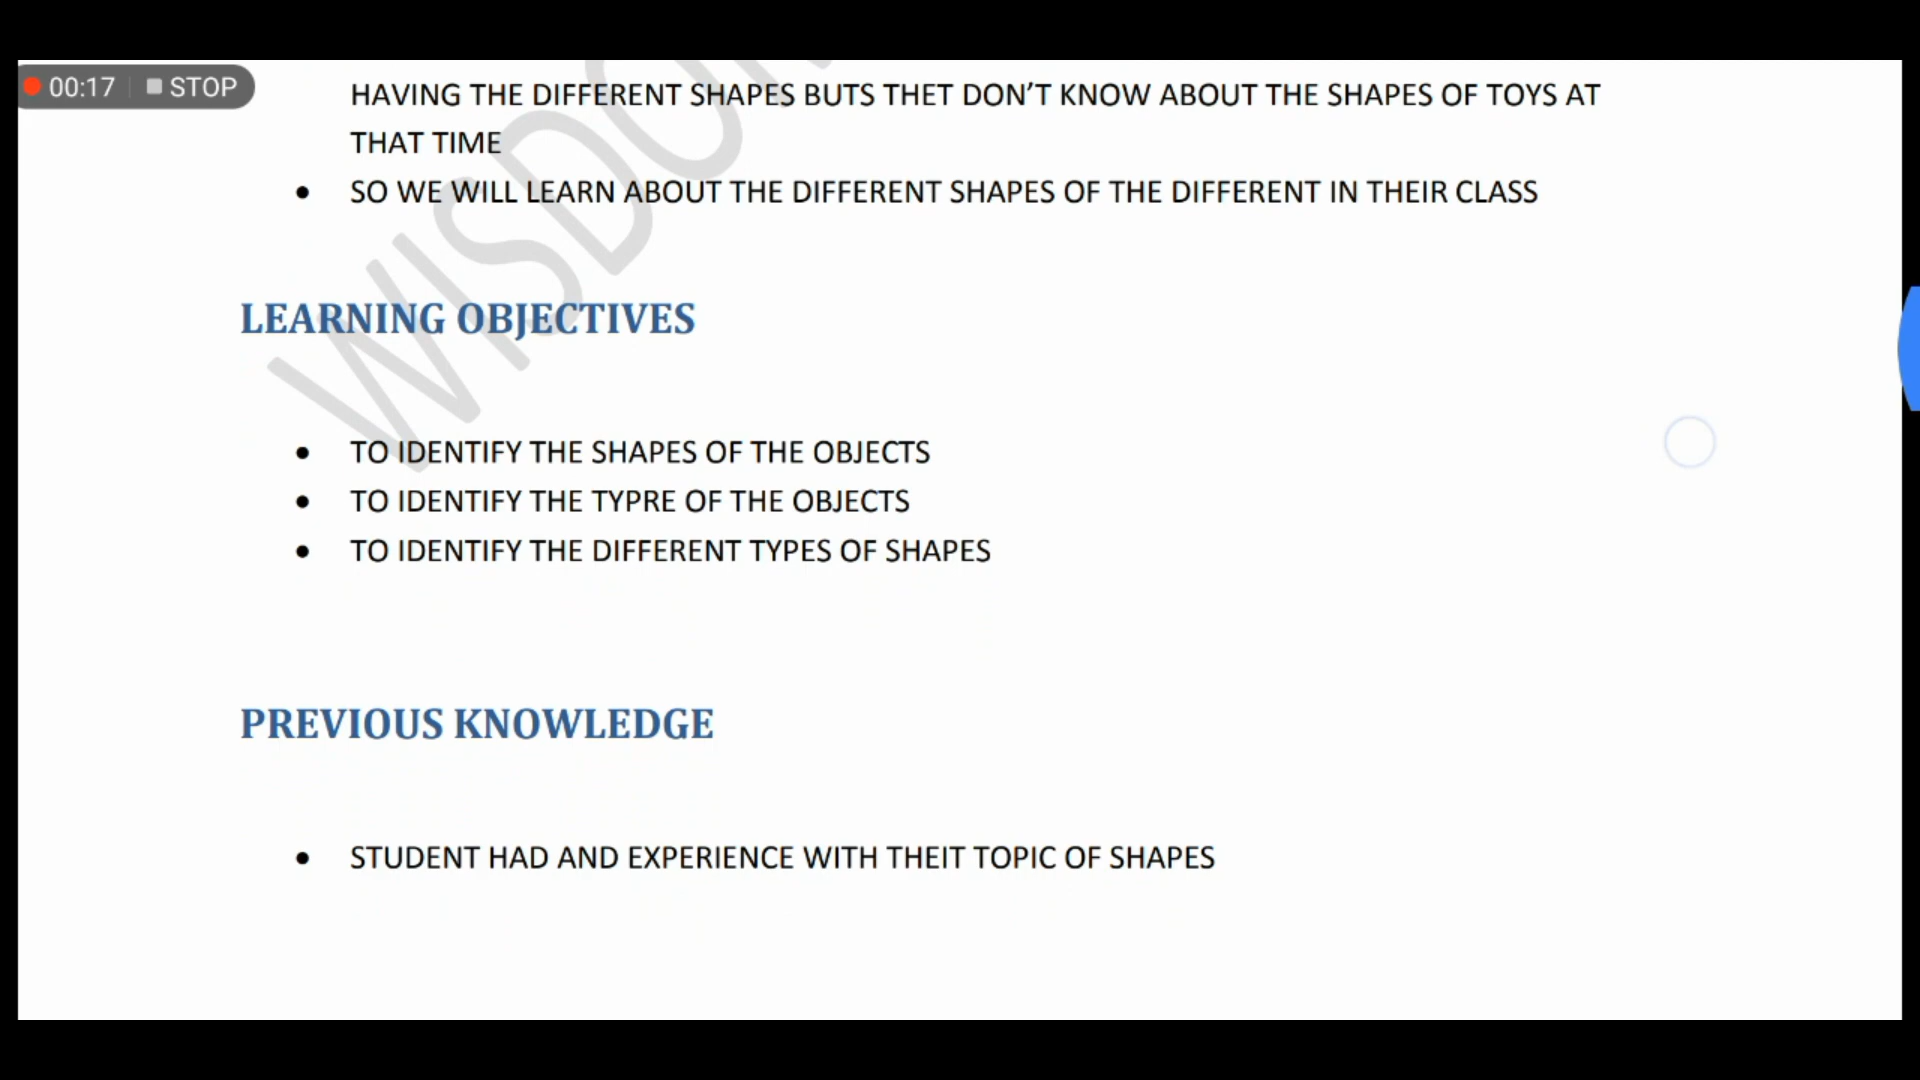 00:17 STOP
HAVING THE DIFFERENT SHAPES BUTS THET DON'T KNOW ABOUT THE SHAPES OF TOYS AT
THAT TIME
• SO WE WILL LEARN ABOUT THE DIFFERENT SHAPES OF THE DIFFERENT IN THEIR CLASS
LEARNING OBJECTIVES
• TO IDENTIFY THE SHAPES OF THE OBJECTS
• TO IDENTIFY THE TYPRE OF THE OBJECTS
• TO IDENTIFY THE DIFFERENT TYPES OF SHAPES
PREVIOUS KNOWLEDGE
• STUDENT HAD AND EXPERIENCE WITH THEIT TOPIC OF SHAPES